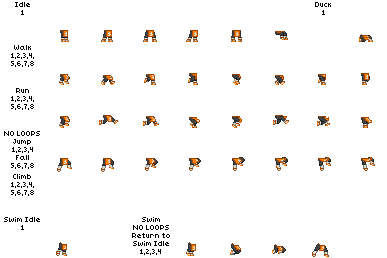 Idle
1
Duck
1
Walk
1,2,3,4,
5,6,7,8
Run
1,2,3,4,
5,6,7,8
NO LOOPS
Jump
1,2,3,4
Fall
5,6,7,8
Climb
1,2,3,4,
5,6,7,8
Swim Idle
1
Swim
NO LOOPS
Return to
Swim Idle
1,2,3,4